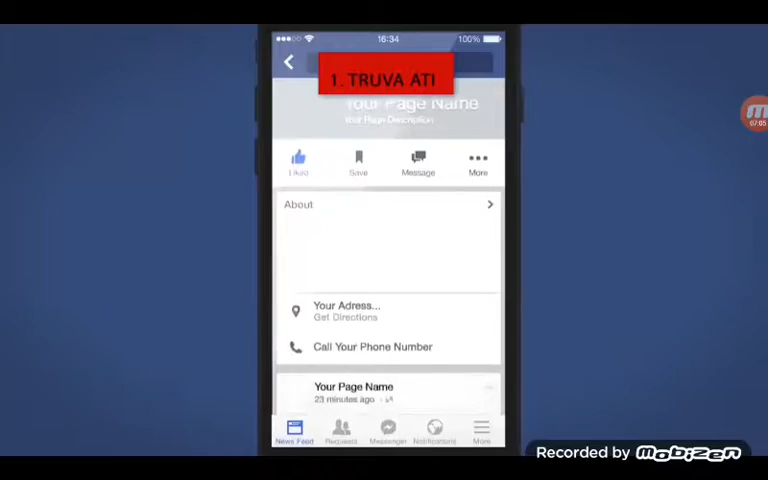 16:34
100%
1. TRUVA ATI
Your Page Name
Your Page Description
Liked
Save
Message
More
About
Your Adress...
Get Directions
Call Your Phone Number
Your Page Name
23 minutes ago
News Feed
Requests
Messenger
Notifications
More
07:05
Recorded by mobizen